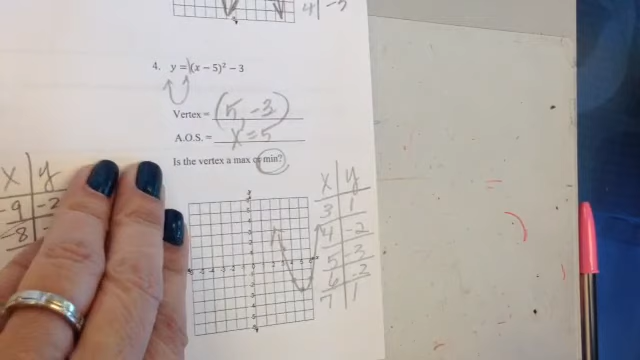 4 | -3
4. y = (x - 5)² - 3
Vertex = (5, -3)
A.O.S. = x = 5
Is the vertex a max or min?
x | y
-9 | -2
-8 |
x | y
3 | 1
4 | -2
5 | -3
6 | -2
7 | 1